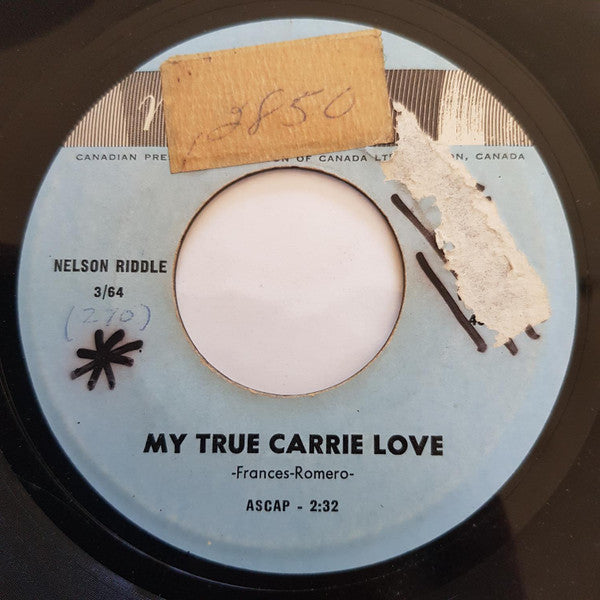 2850
CANADIAN PRE ON OF CANADA LT ON, CANADA
NELSON RIDDLE
3/64
(270)
MY TRUE CARRIE LOVE
-Frances-Romero-
ASCAP - 2:32